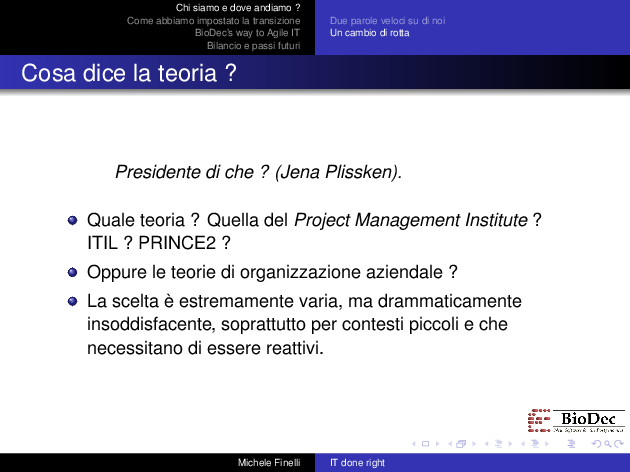 Chi siamo e dove andiamo ?
Come abbiamo impostato la transizione
BioDec's way to Agile IT
Bilancio e passi futuri
Due parole veloci su di noi
Un cambio di rotta
Cosa dice la teoria ?
Presidente di che ? (Jena Plissken).
Quale teoria ? Quella del Project Management Institute ?
ITIL ? PRINCE2 ?
Oppure le teorie di organizzazione aziendale ?
La scelta è estremamente varia, ma drammaticamente
insoddisfacente, soprattutto per contesti piccoli e che
necessitano di essere reattivi.
BioDec
Michele Finelli
IT done right